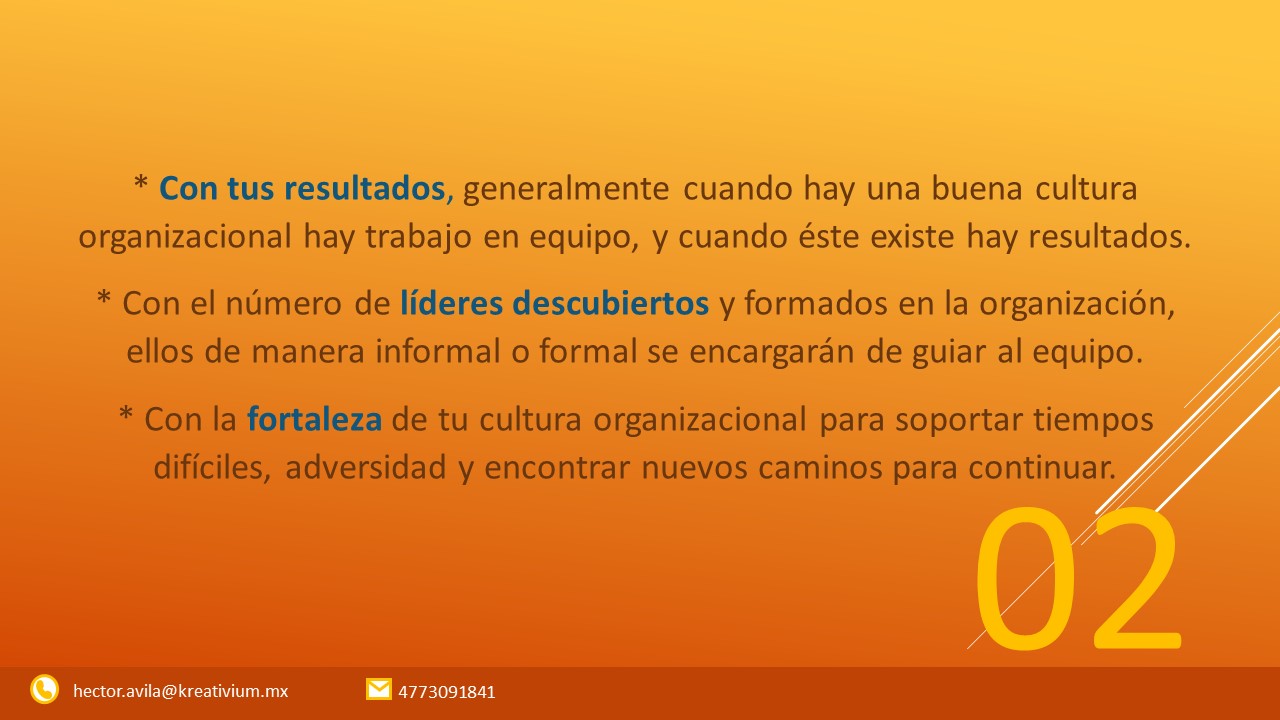 * Con tus resultados, generalmente cuando hay una buena cultura
organizacional hay trabajo en equipo, y cuando éste existe hay resultados.
* Con el número de líderes descubiertos y formados en la organización,
ellos de manera informal o formal se encargarán de guiar al equipo.
* Con la fortaleza de tu cultura organizacional para soportar tiempos
difíciles, adversidad y encontrar nuevos caminos para continuar.
02
hector.avila@kreativium.mx 4773091841